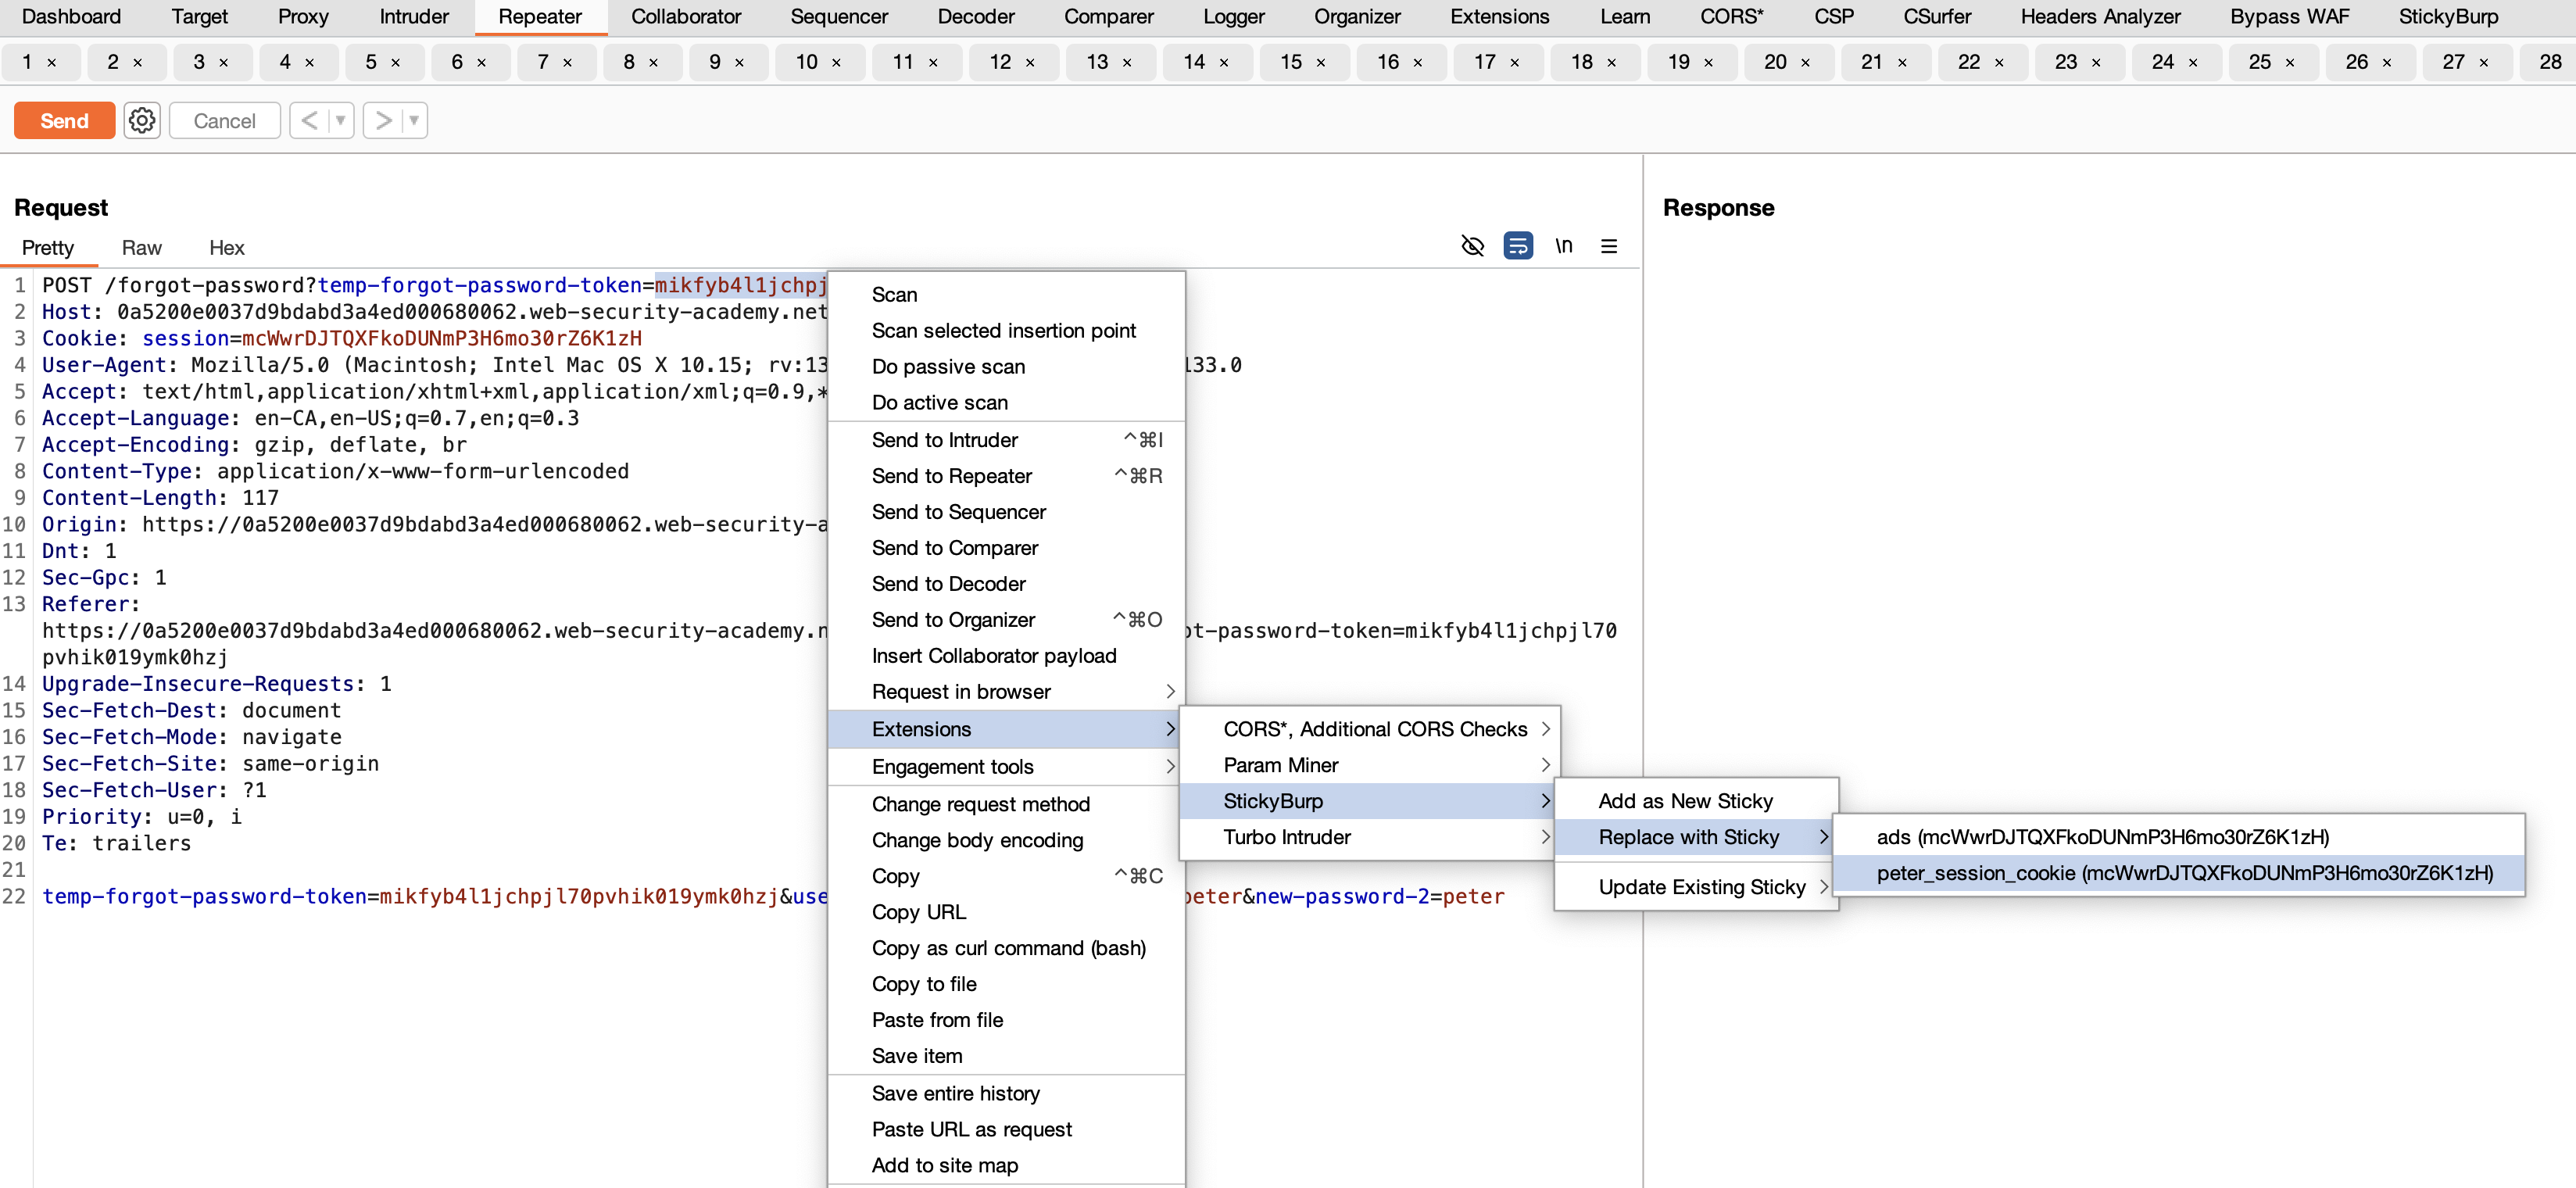 Dashboard Target Proxy Intruder Repeater Collaborator Sequencer Decoder Comparer Logger Organizer Extensions Learn CORS* CSP CSurfer Headers Analyzer Bypass WAF StickyBurp
1 × 2 × 3 × 4 × 5 × 6 × 7 × 8 × 9 × 10 × 11 × 12 × 13 × 14 × 15 × 16 × 17 × 18 × 19 × 20 × 21 × 22 × 23 × 24 × 25 × 26 × 27 × 28
Send Cancel < >
Request
Response
Pretty Raw Hex \n
1 POST /forgot-password?temp-forgot-password-token=mikfyb4l1jchpj
2 Host: 0a5200e0037d9bdabd3a4ed000680062.web-security-academy.net
3 Cookie: session=mcWwrDJTQXFkoDUNmP3H6mo30rZ6K1zH
4 User-Agent: Mozilla/5.0 (Macintosh; Intel Mac OS X 10.15; rv:13 133.0
5 Accept: text/html,application/xhtml+xml,application/xml;q=0.9,*
6 Accept-Language: en-CA,en-US;q=0.7,en;q=0.3
7 Accept-Encoding: gzip, deflate, br
8 Content-Type: application/x-www-form-urlencoded
9 Content-Length: 117
10 Origin: https://0a5200e0037d9bdabd3a4ed000680062.web-security-a
11 Dnt: 1
12 Sec-Gpc: 1
13 Referer:
https://0a5200e0037d9bdabd3a4ed000680062.web-security-academy.n ot-password-token=mikfyb4l1jchpjl70
pvhik019ymk0hzj
14 Upgrade-Insecure-Requests: 1
15 Sec-Fetch-Dest: document
16 Sec-Fetch-Mode: navigate
17 Sec-Fetch-Site: same-origin
18 Sec-Fetch-User: ?1
19 Priority: u=0, i
20 Te: trailers
21
22 temp-forgot-password-token=mikfyb4l1jchpjl70pvhik019ymk0hzj&use peter&new-password-2=peter
Scan
Scan selected insertion point
Do passive scan
Do active scan
Send to Intruder ^⌘I
Send to Repeater ^⌘R
Send to Sequencer
Send to Comparer
Send to Decoder
Send to Organizer ^⌘O
Insert Collaborator payload
Request in browser >
Extensions >
Engagement tools >
Change request method
Change body encoding
Copy ^⌘C
Copy URL
Copy as curl command (bash)
Copy to file
Paste from file
Save item
Save entire history
Paste URL as request
Add to site map
CORS*, Additional CORS Checks >
Param Miner >
StickyBurp >
Turbo Intruder >
Add as New Sticky
Replace with Sticky >
Update Existing Sticky >
ads (mcWwrDJTQXFkoDUNmP3H6mo30rZ6K1zH)
peter_session_cookie (mcWwrDJTQXFkoDUNmP3H6mo30rZ6K1zH)